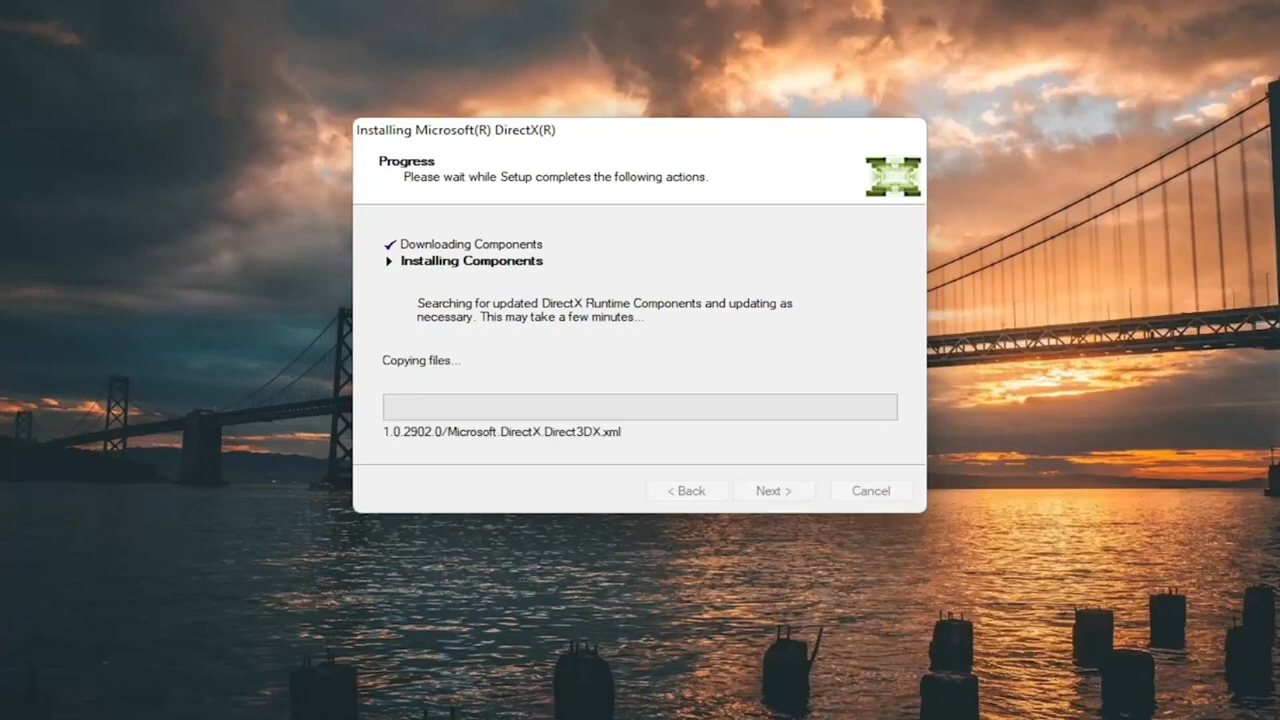 Installing Microsoft(R) DirectX(R)
Progress
Please wait while Setup completes the following actions.
Downloading Components
Installing Components
Searching for updated DirectX Runtime Components and updating as
necessary. This may take a few minutes...
Copying files...
1.0.2902.0/Microsoft.DirectX.Direct3DX.xml
< Back
Next >
Cancel